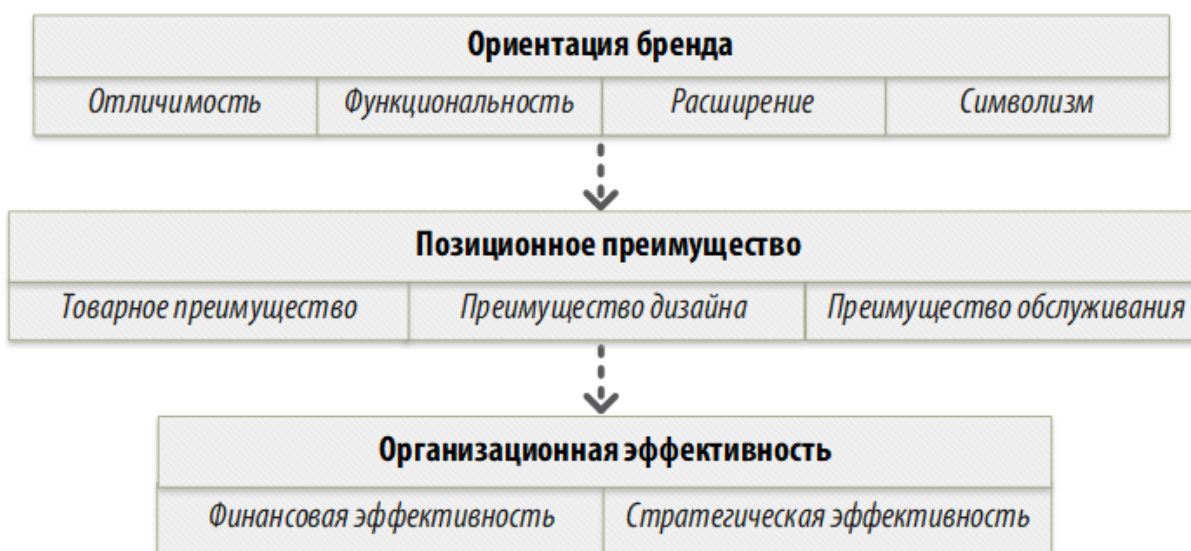 Ориентация бренда
Отличимость Функциональность Расширение Символизм
Позиционное преимущество
Товарное преимущество Преимущество дизайна Преимущество обслуживания
Организационная эффективность
Финансовая эффективность Стратегическая эффективность